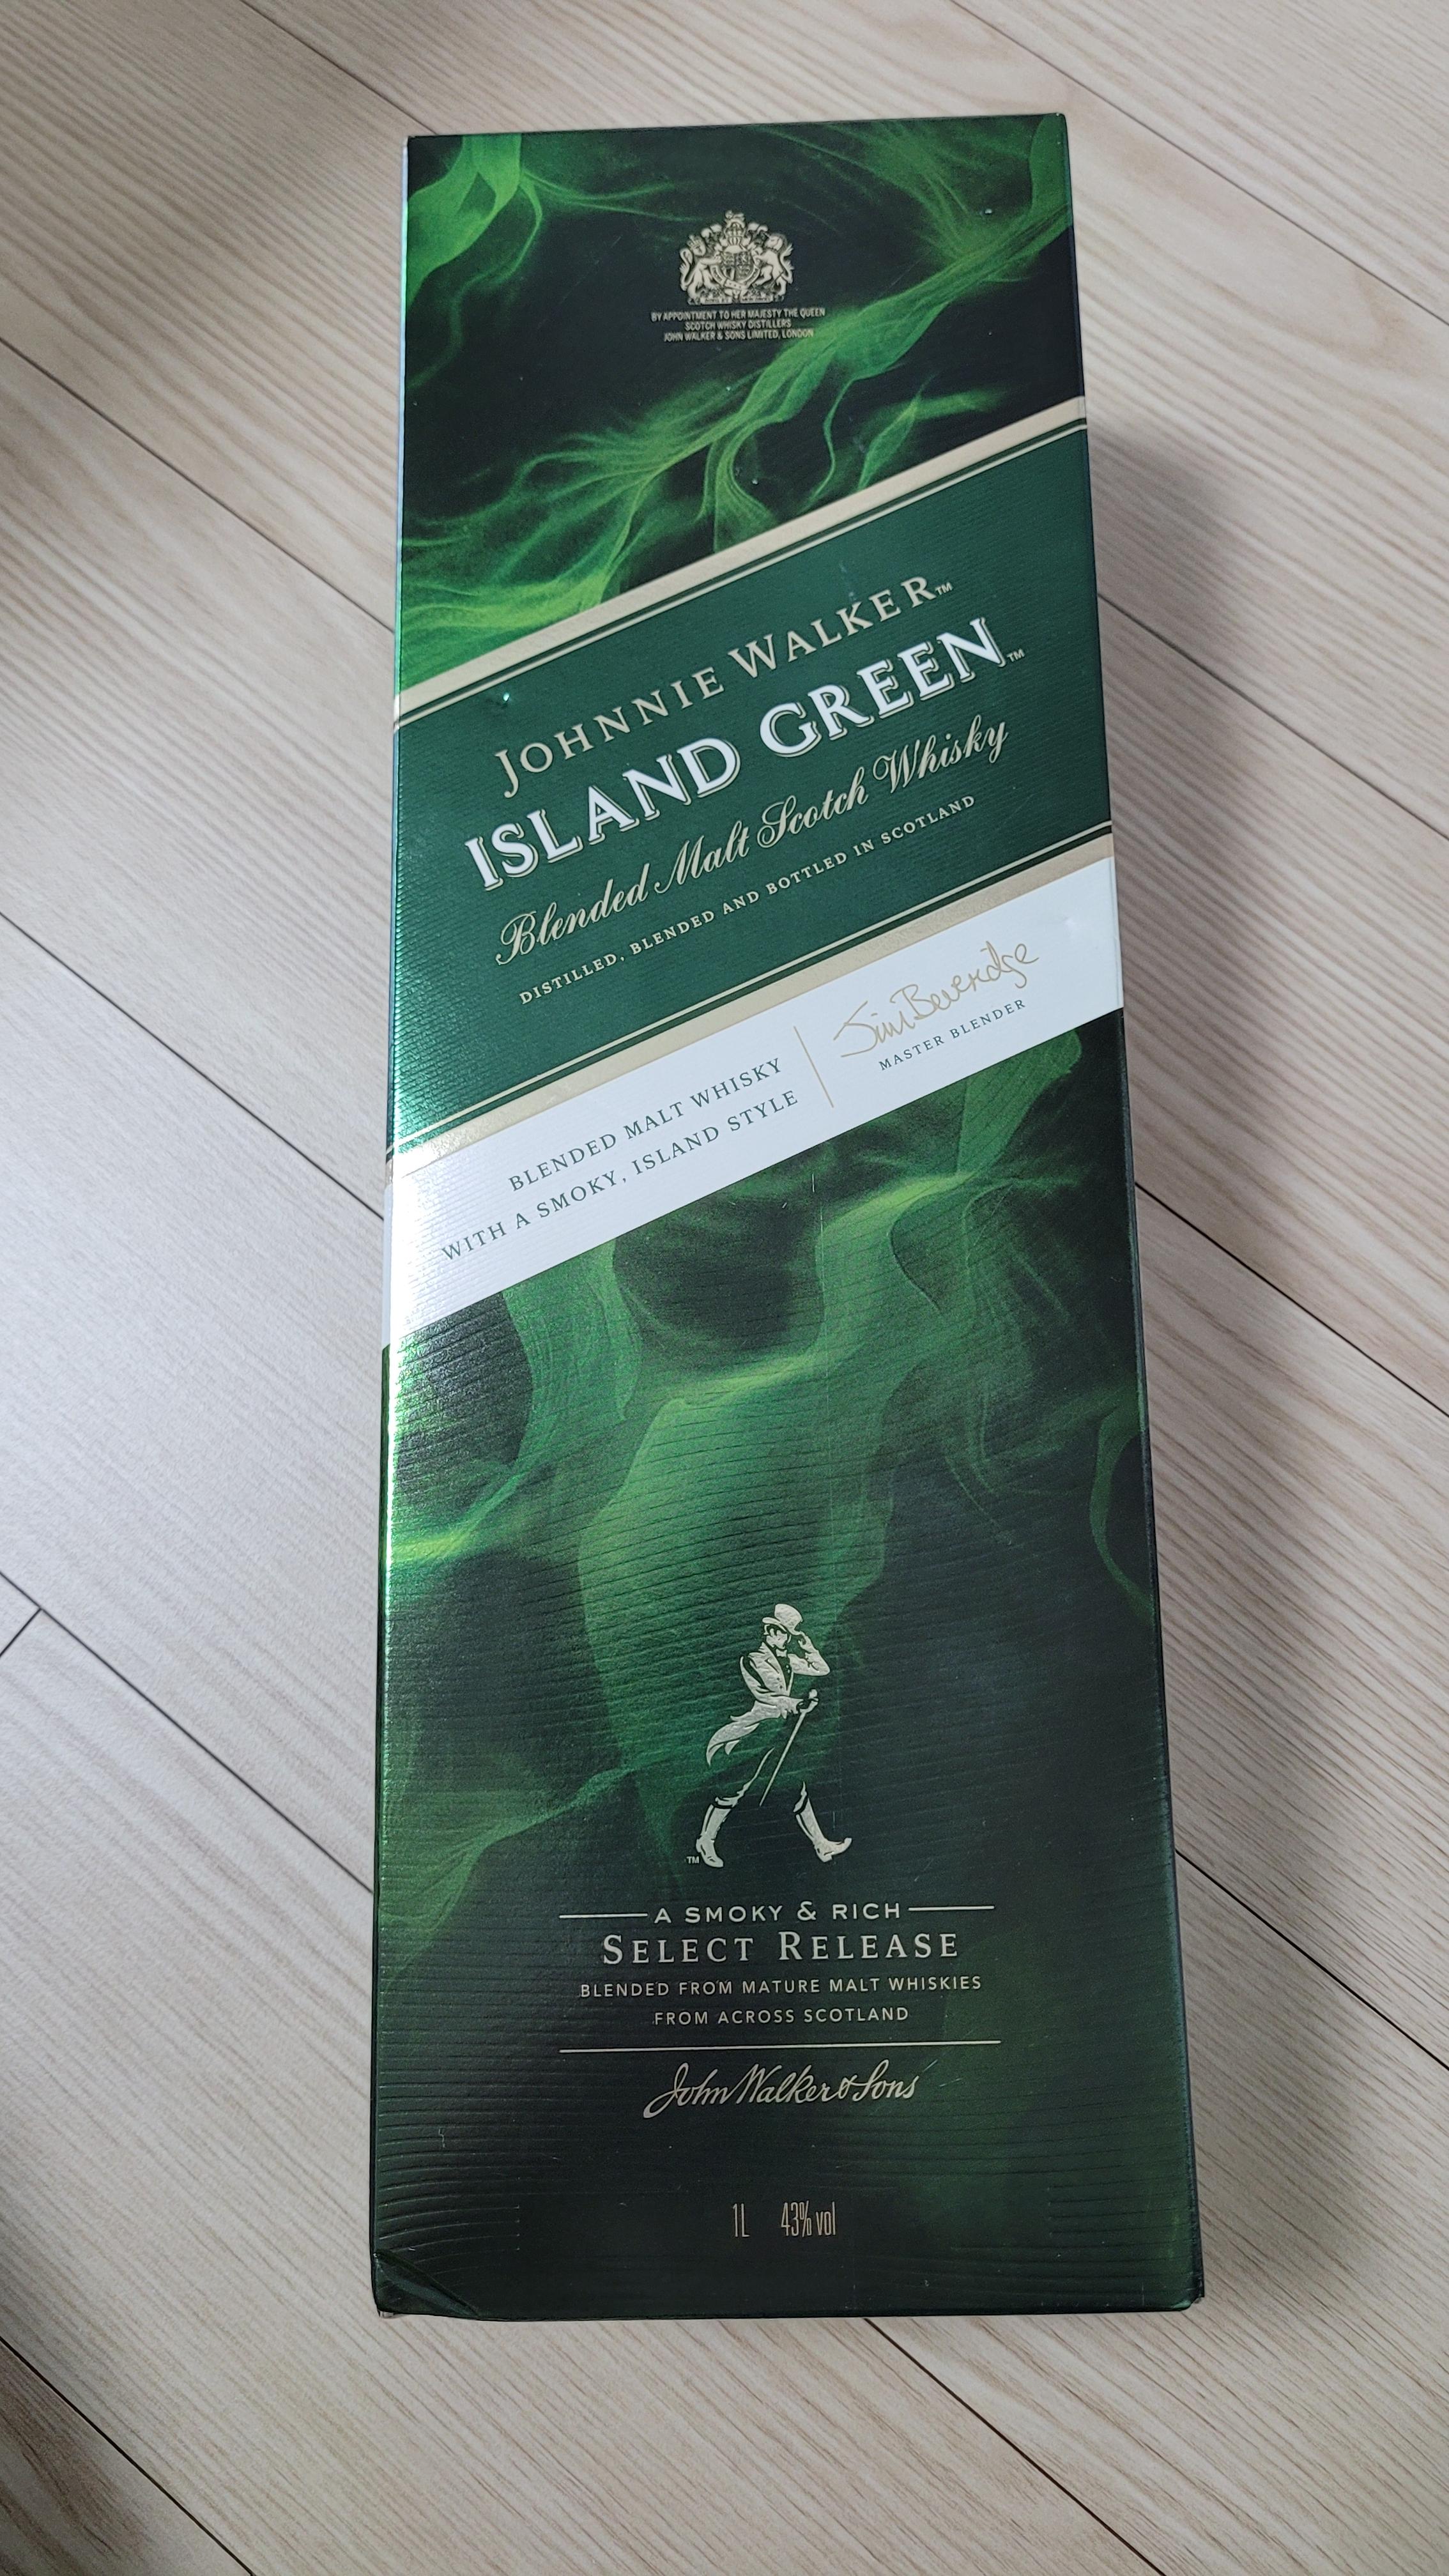 BY APPOINTMENT TO HER MAJESTY THE QUEEN
SCOTCH WHISKY DISTILLERS
JOHN WALKER & SONS LIMITED, LONDON
JOHNNIE WALKER™
ISLAND GREEN™
Blended Malt Scotch Whisky
DISTILLED, BLENDED AND BOTTLED IN SCOTLAND
BLENDED MALT WHISKY
WITH A SMOKY, ISLAND STYLE
Jim Beveridge
MASTER BLENDER
TM
A SMOKY & RICH
SELECT RELEASE
BLENDED FROM MATURE MALT WHISKIES
FROM ACROSS SCOTLAND
John Walker & Sons
1L 43% vol